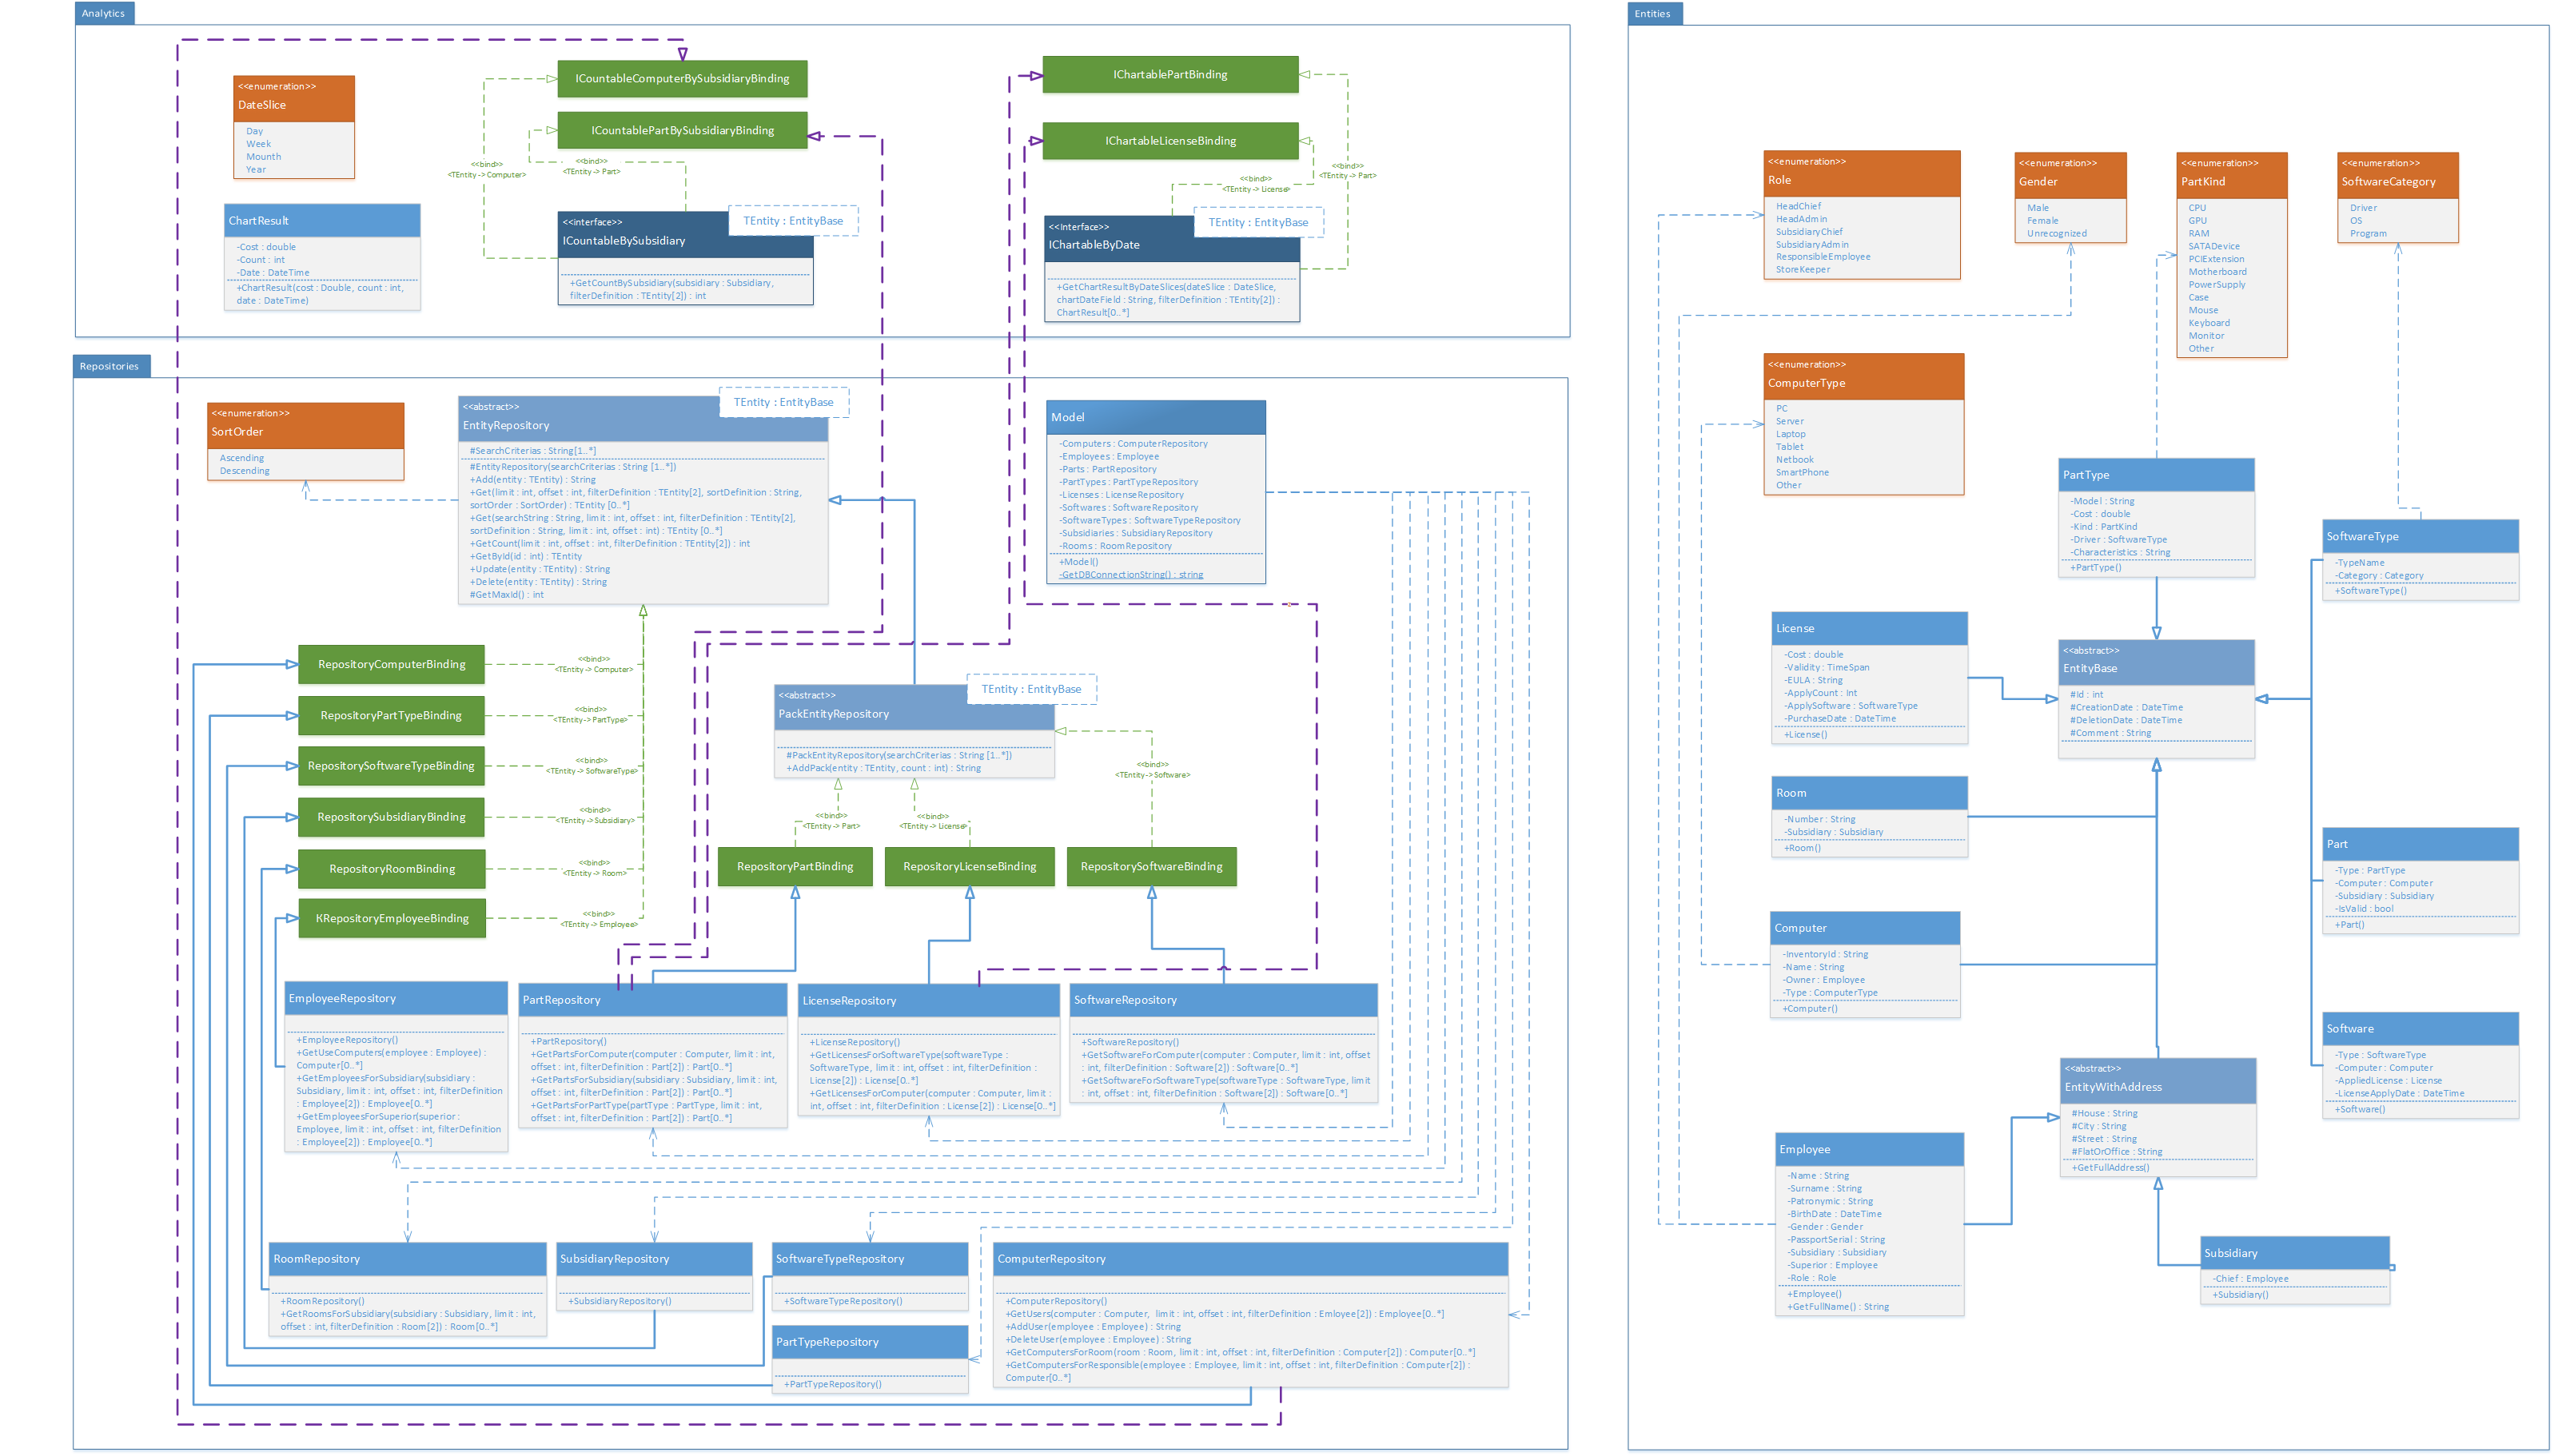 Analytics
<<enumeration>>
DateSlice
Day
Week
Mounth
Year
ChartResult
-Cost : double
-Count : int
-Date : DateTime
+ChartResult(cost : Double, count : int,
date : DateTime)
ICountableComputerBySubsidiaryBinding
ICountablePartBySubsidiaryBinding
<<bind>>
<TEntity -> Computer>
<<bind>>
<TEntity -> Part>
TEntity : EntityBase
<<interface>>
ICountableBySubsidiary
+GetCountBySubsidiary(subsidiary : Subsidiary,
filterDefinition : TEntity[2]) : int
IChartablePartBinding
IChartableLicenseBinding
<<bind>>
<TEntity -> License>
<<bind>>
<TEntity -> Part>
TEntity : EntityBase
<<Interface>>
IChartableByDate
+GetChartResultByDateSlices(dateSlice : DateSlice,
chartDateField : String, filterDefinition : TEntity[2]) :
ChartResult[0..*]
Repositories
<<enumeration>>
SortOrder
Ascending
Descending
TEntity : EntityBase
<<abstract>>
EntityRepository
#SearchCriterias : String[1..*]
#EntityRepository(searchCriterias : String [1..*])
+Add(entity : TEntity) : String
+Get(limit : int, offset : int, filterDefinition : TEntity[2], sortDefinition : String,
sortOrder : SortOrder) : TEntity [0..*]
+Get(searchString : String, limit : int, offset : int, filterDefinition : TEntity[2],
sortDefinition : String, limit : int, offset : int) : TEntity [0..*]
+GetCount(limit : int, offset : int, filterDefinition : TEntity[2]) : int
+GetById(id : int) : TEntity
+Update(entity : TEntity) : String
+Delete(entity : TEntity) : String
#GetMaxId() : int
Model
-Computers : ComputerRepository
-Employees : Employee
-Parts : PartRepository
-PartTypes : PartTypeRepository
-Licenses : LicenseRepository
-Softwares : SoftwareRepository
-SoftwareTypes : SoftwareTypeRepository
-Subsidiaries : SubsidiaryRepository
-Rooms : RoomRepository
+Model()
-GetDBConnectionString() : string
RepositoryComputerBinding
<<bind>>
<TEntity -> Computer>
RepositoryPartTypeBinding
<<bind>>
<TEntity -> PartType>
RepositorySoftwareTypeBinding
<<bind>>
<TEntity -> SoftwareType>
RepositorySubsidiaryBinding
<<bind>>
<TEntity -> Subsidiary>
RepositoryRoomBinding
<<bind>>
<TEntity -> Room>
KRepositoryEmployeeBinding
<<bind>>
<TEntity -> Employee>
TEntity : EntityBase
<<abstract>>
PackEntityRepository
#PackEntityRepository(searchCriterias : String [1..*])
+AddPack(entity : TEntity, count : int) : String
<<bind>>
<TEntity -> Part>
<<bind>>
<TEntity -> License>
<<bind>>
<TEntity -> Software>
RepositoryPartBinding
RepositoryLicenseBinding
RepositorySoftwareBinding
EmployeeRepository
+EmployeeRepository()
+GetUseComputers(employee : Employee) :
Computer[0..*]
+GetEmployeesForSubsidiary(subsidiary :
Subsidiary, limit : int, offset : int, filterDefinition
: Employee[2]) : Employee[0..*]
+GetEmployeesForSuperior(superior :
Employee, limit : int, offset : int, filterDefinition
: Employee[2]) : Employee[0..*]
PartRepository
+PartRepository()
+GetPartsForComputer(computer : Computer, limit : int,
offset : int, filterDefinition : Part[2]) : Part[0..*]
+GetPartsForSubsidiary(subsidiary : Subsidiary, limit : int,
offset : int, filterDefinition : Part[2]) : Part[0..*]
+GetPartsForPartType(partType : PartType, limit : int,
offset : int, filterDefinition : Part[2]) : Part[0..*]
LicenseRepository
+LicenseRepository()
+GetLicensesForSoftwareType(softwareType :
SoftwareType, limit : int, offset : int, filterDefinition :
License[2]) : License[0..*]
+GetLicensesForComputer(computer : Computer, limit :
int, offset : int, filterDefinition : License[2]) : License[0..*]
SoftwareRepository
+SoftwareRepository()
+GetSoftwareForComputer(computer : Computer, limit : int, offset
: int, filterDefinition : Software[2]) : Software[0..*]
+GetSoftwareForSoftwareType(softwareType : SoftwareType, limit
: int, offset : int, filterDefinition : Software[2]) : Software[0..*]
RoomRepository
+RoomRepository()
+GetRoomsForSubsidiary(subsidiary : Subsidiary, limit : int,
offset : int, filterDefinition : Room[2]) : Room[0..*]
SubsidiaryRepository
+SubsidiaryRepository()
SoftwareTypeRepository
+SoftwareTypeRepository()
PartTypeRepository
+PartTypeRepository()
ComputerRepository
+ComputerRepository()
+GetUsers(computer : Computer, limit : int, offset : int, filterDefinition : Emloyee[2]) : Employee[0..*]
+AddUser(employee : Employee) : String
+DeleteUser(employee : Employee) : String
+GetComputersForRoom(room : Room, limit : int, offset : int, filterDefinition : Computer[2]) : Computer[0..*]
+GetComputersForResponsible(employee : Employee, limit : int, offset : int, filterDefinition : Computer[2]) :
Computer[0..*]
Entities
<<enumeration>>
Role
HeadChief
HeadAdmin
SubsidiaryChief
SubsidiaryAdmin
ResponsibleEmployee
StoreKeeper
<<enumeration>>
Gender
Male
Female
Unrecognized
<<enumeration>>
PartKind
CPU
GPU
RAM
SATADevice
PCIExtension
Motherboard
PowerSupply
Case
Mouse
Keyboard
Monitor
Other
<<enumeration>>
SoftwareCategory
Driver
OS
Program
<<enumeration>>
ComputerType
PC
Server
Laptop
Tablet
Netbook
SmartPhone
Other
PartType
-Model : String
-Cost : double
-Kind : PartKind
-Driver : SoftwareType
-Characteristics : String
+PartType()
SoftwareType
-TypeName
-Category : Category
+SoftwareType()
License
-Cost : double
-Validity : TimeSpan
-EULA : String
-ApplyCount : Int
-ApplySoftware : SoftwareType
-PurchaseDate : DateTime
+License()
<<abstract>>
EntityBase
#Id : int
#CreationDate : DateTime
#DeletionDate : DateTime
#Comment : String
Room
-Number : String
-Subsidiary : Subsidiary
+Room()
Part
-Type : PartType
-Computer : Computer
-Subsidiary : Subsidiary
-IsValid : bool
+Part()
Computer
-InventoryId : String
-Name : String
-Owner : Employee
-Type : ComputerType
+Computer()
Software
-Type : SoftwareType
-Computer : Computer
-AppliedLicense : License
-LicenseApplyDate : DateTime
+Software()
<<abstract>>
EntityWithAddress
#House : String
#City : String
#Street : String
#FlatOrOffice : String
+GetFullAddress()
Employee
-Name : String
-Surname : String
-Patronymic : String
-BirthDate : DateTime
-Gender : Gender
-PassportSerial : String
-Subsidiary : Subsidiary
-Superior : Employee
-Role : Role
+Employee()
+GetFullName() : String
Subsidiary
-Chief : Employee
+Subsidiary()